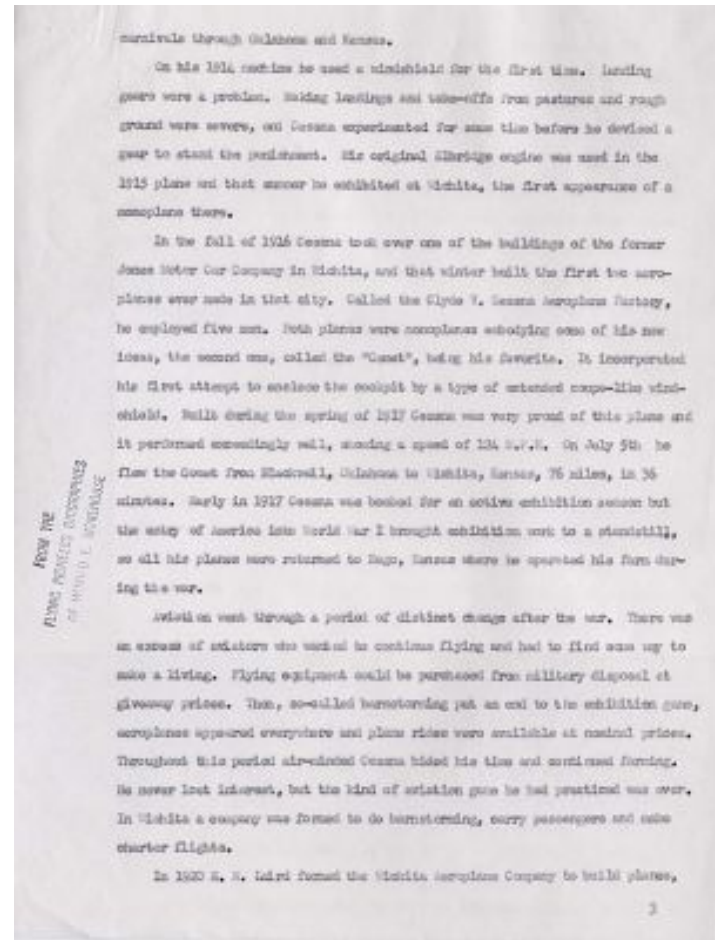 carnivals through Oklahoma and Kansas.
On his 1914 machine he used a windshield for the first time. Landing
gears were a problem. Making landings and take-offs from pastures and rough
ground were severe, and Cessna experimented for some time before he devised a
gear to stand the punishment. His original Elbridge engine was used in the
1915 plane and that summer he exhibited at Wichita, the first appearance of a
monoplane there.
In the fall of 1916 Cessna took over one of the buildings of the former
Jones Motor Car Company in Wichita, and that winter built the first two aero-
planes ever made in that city. Called the Clyde V. Cessna Aeroplane Factory,
he employed five men. Both planes were monoplanes embodying some of his new
ideas, the second one, called the "Comet", being his favorite. It incorporated
his first attempt to enclose the cockpit by a type of extended coupe-like wind-
shield. Built during the spring of 1917 Cessna was very proud of this plane and
it performed exceedingly well, showing a speed of 124 M.P.H. On July 5th he
flew the Comet from Blackwell, Oklahoma to Wichita, Kansas, 76 miles, in 36
minutes. Early in 1917 Cessna was booked for an active exhibition season but
the entry of America into World War I brought exhibition work to a standstill,
so all his planes were returned to Rago, Kansas where he operated his farm dur-
ing the war.
Aviation went through a period of distinct change after the war. There was
an excess of aviators who wanted to continue flying and had to find some way to
make a living. Flying equipment could be purchased from military disposal at
giveaway prices. Then, so-called barnstorming put an end to the exhibition game,
aeroplanes appeared everywhere and plane rides were available at nominal prices.
Throughout this period air-minded Cessna bided his time and continued farming.
He never lost interest, but the kind of aviation game he had practiced was over.
In Wichita a company was formed to do barnstorming, carry passengers and make
charter flights.
In 1920 E. M. Laird formed the Wichita Aeroplane Company to build planes,
3
FROM THE
FLYING PIONEERS BIOGRAPHIES
OF HAROLD E. MOREHOUSE